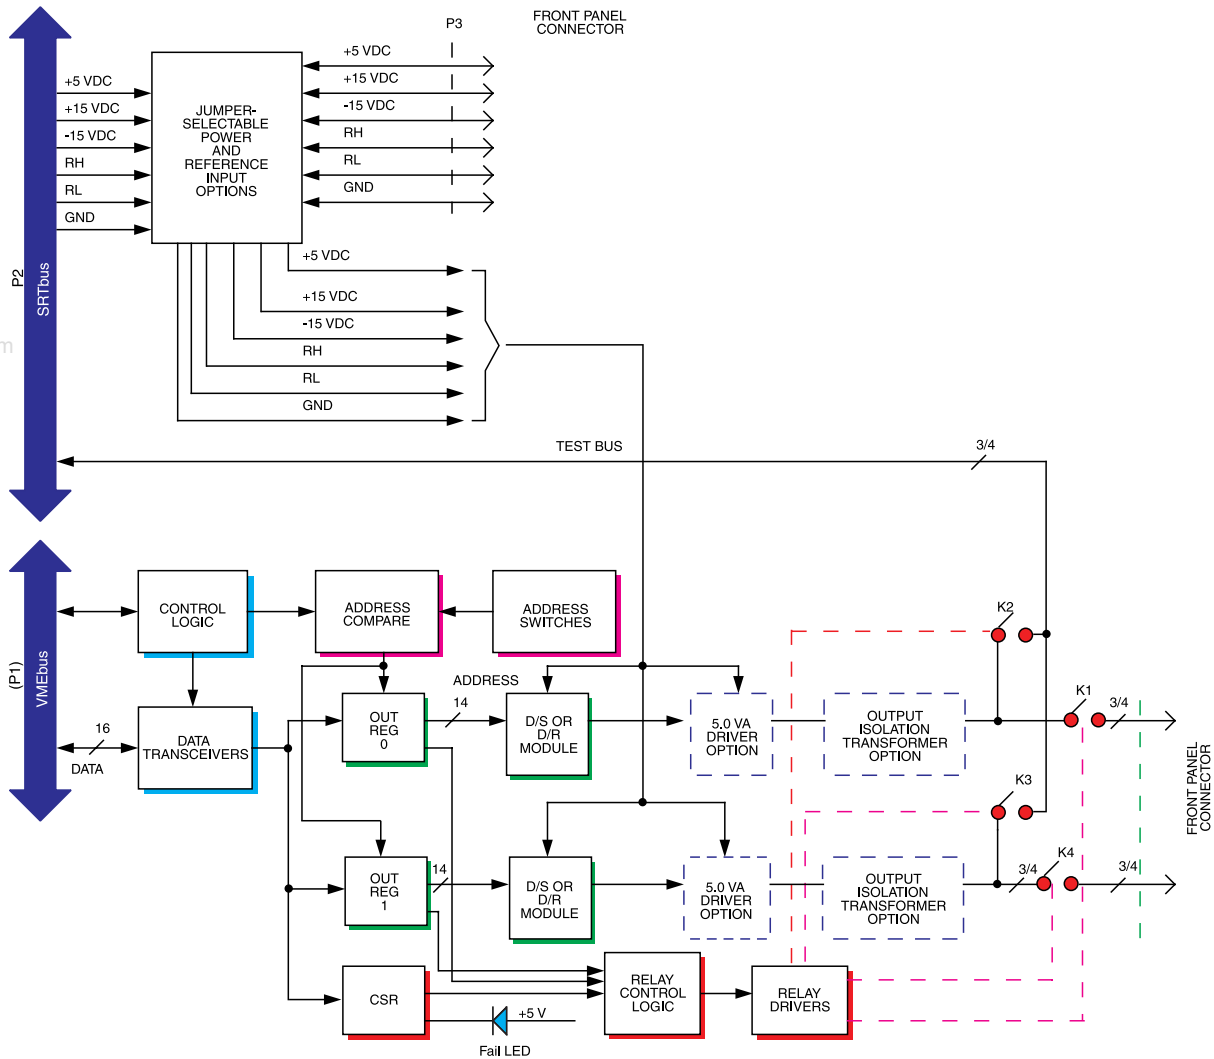 FRONT PANEL
CONNECTOR
P3
+5 VDC
+15 VDC
-15 VDC
RH
RL
GND
JUMPER-
SELECTABLE
POWER
AND
REFERENCE
INPUT
OPTIONS
+5 VDC
+15 VDC
-15 VDC
RH
RL
GND
P2
SRTbus
m
+5 VDC
+15 VDC
-15 VDC
RH
RL
GND
TEST BUS
3/4
(P1)
VMEbus
CONTROL
LOGIC
ADDRESS
COMPARE
ADDRESS
SWITCHES
K2
16
DATA
DATA
TRANSCEIVERS
OUT
REG
0
ADDRESS
14
D/S OR
D/R
MODULE
5.0 VA
DRIVER
OPTION
OUTPUT
ISOLATION
TRANSFORMER
OPTION
K1
3/4
FRONT PANEL
CONNECTOR
K3
OUT
REG
1
14
D/S OR
D/R
MODULE
5.0 VA
DRIVER
OPTION
OUTPUT
ISOLATION
TRANSFORMER
OPTION
3/4
K4
3/4
CSR
+5 V
Fail LED
RELAY
CONTROL
LOGIC
RELAY
DRIVERS